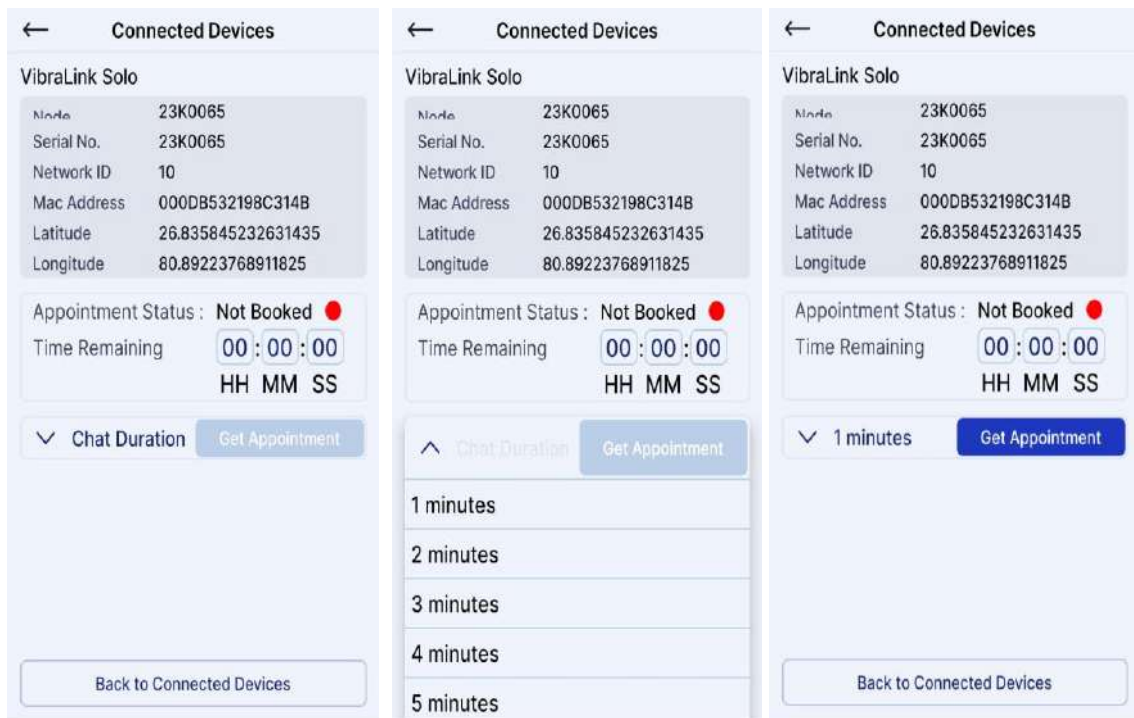 Connected Devices
VibraLink Solo
Node 23K0065
Serial No. 23K0065
Network ID 10
Mac Address 000DB532198C314B
Latitude 26.835845232631435
Longitude 80.89223768911825
Appointment Status : Not Booked
Time Remaining 00 : 00 : 00
HH MM SS
Chat Duration Get Appointment
Back to Connected Devices
Connected Devices
VibraLink Solo
Node 23K0065
Serial No. 23K0065
Network ID 10
Mac Address 000DB532198C314B
Latitude 26.835845232631435
Longitude 80.89223768911825
Appointment Status : Not Booked
Time Remaining 00 : 00 : 00
HH MM SS
Chat Duration Get Appointment
1 minutes
2 minutes
3 minutes
4 minutes
5 minutes
Connected Devices
VibraLink Solo
Node 23K0065
Serial No. 23K0065
Network ID 10
Mac Address 000DB532198C314B
Latitude 26.835845232631435
Longitude 80.89223768911825
Appointment Status : Not Booked
Time Remaining 00 : 00 : 00
HH MM SS
1 minutes Get Appointment
Back to Connected Devices